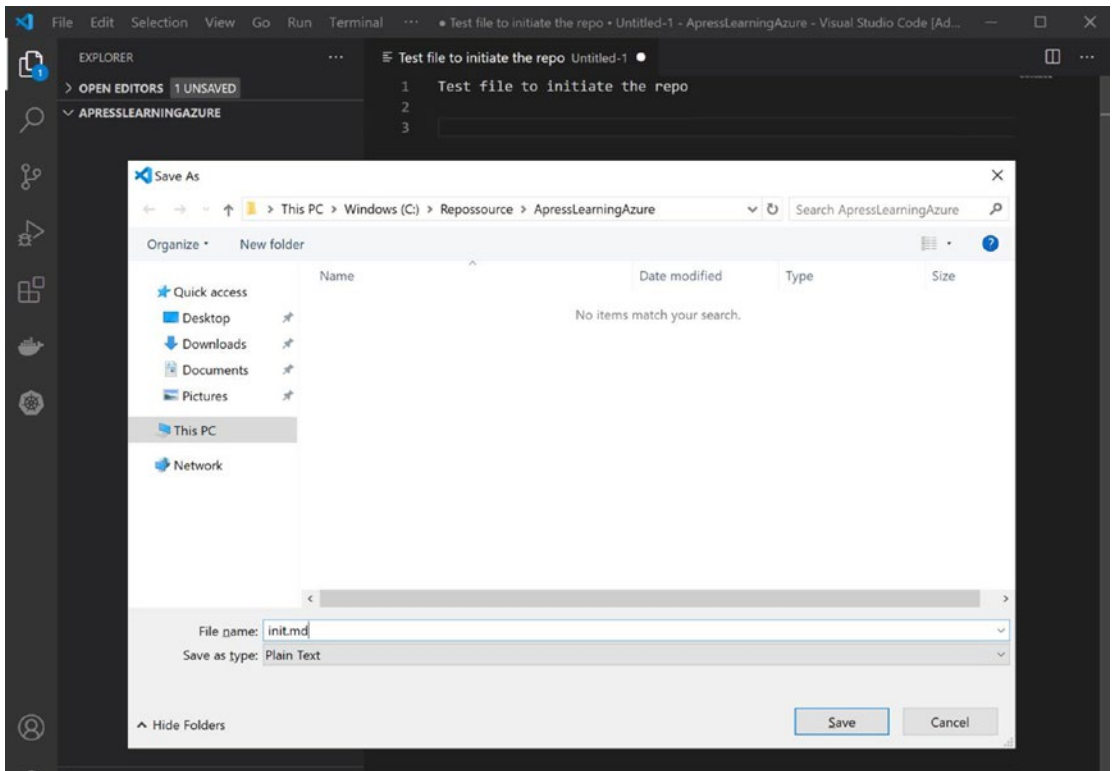 File Edit Selection View Go Run Terminal ··· ● Test file to initiate the repo • Untitled-1 - ApressLearningAzure - Visual Studio Code [Ad...
EXPLORER ···
Test file to initiate the repo Untitled-1 ●
> OPEN EDITORS 1 UNSAVED
APRESSLEARNINGAZURE
1 Test file to initiate the repo
2
3
1
Save As
> This PC > Windows (C:) > Repossource > ApressLearningAzure
Search ApressLearningAzure
Organize New folder
?
Name Date modified Type Size
No items match your search.
Quick access
Desktop
Downloads
Documents
Pictures
This PC
Network
File name: init.md
Save as type: Plain Text
Hide Folders
Save Cancel